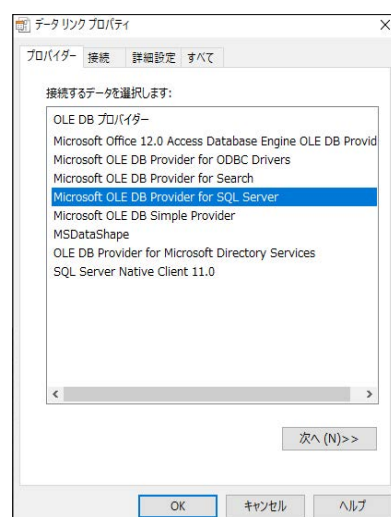 データ リンク プロパティ
プロバイダー 接続 詳細設定 すべて
接続するデータを選択します:
OLE DB プロバイダー
Microsoft Office 12.0 Access Database Engine OLE DB Provid
Microsoft OLE DB Provider for ODBC Drivers
Microsoft OLE DB Provider for Search
Microsoft OLE DB Provider for SQL Server
Microsoft OLE DB Simple Provider
MSDataShape
OLE DB Provider for Microsoft Directory Services
SQL Server Native Client 11.0
次へ (N)>>
OK キャンセル ヘルプ